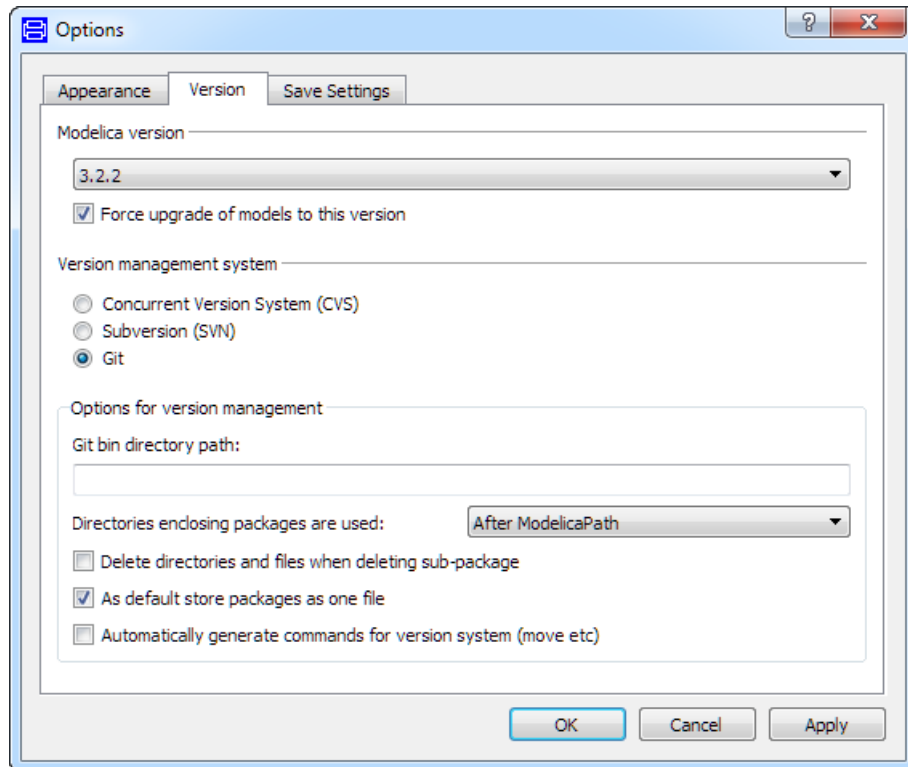 Options
Appearance Version Save Settings
Modelica version
3.2.2
Force upgrade of models to this version
Version management system
Concurrent Version System (CVS)
Subversion (SVN)
Git
Options for version management
Git bin directory path:
Directories enclosing packages are used: After ModelicaPath
Delete directories and files when deleting sub-package
As default store packages as one file
Automatically generate commands for version system (move etc)
OK Cancel Apply